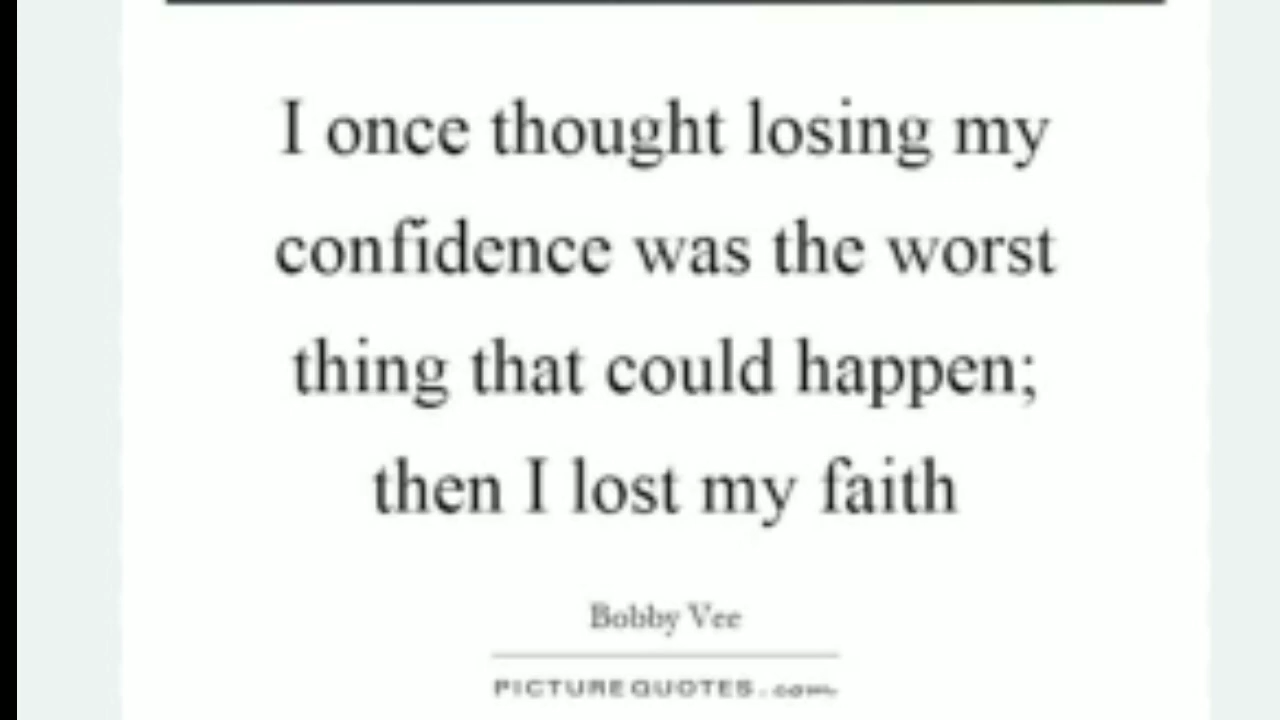 I once thought losing my
confidence was the worst
thing that could happen;
then I lost my faith
Bobby Vee
PICTUREQUOTES.com